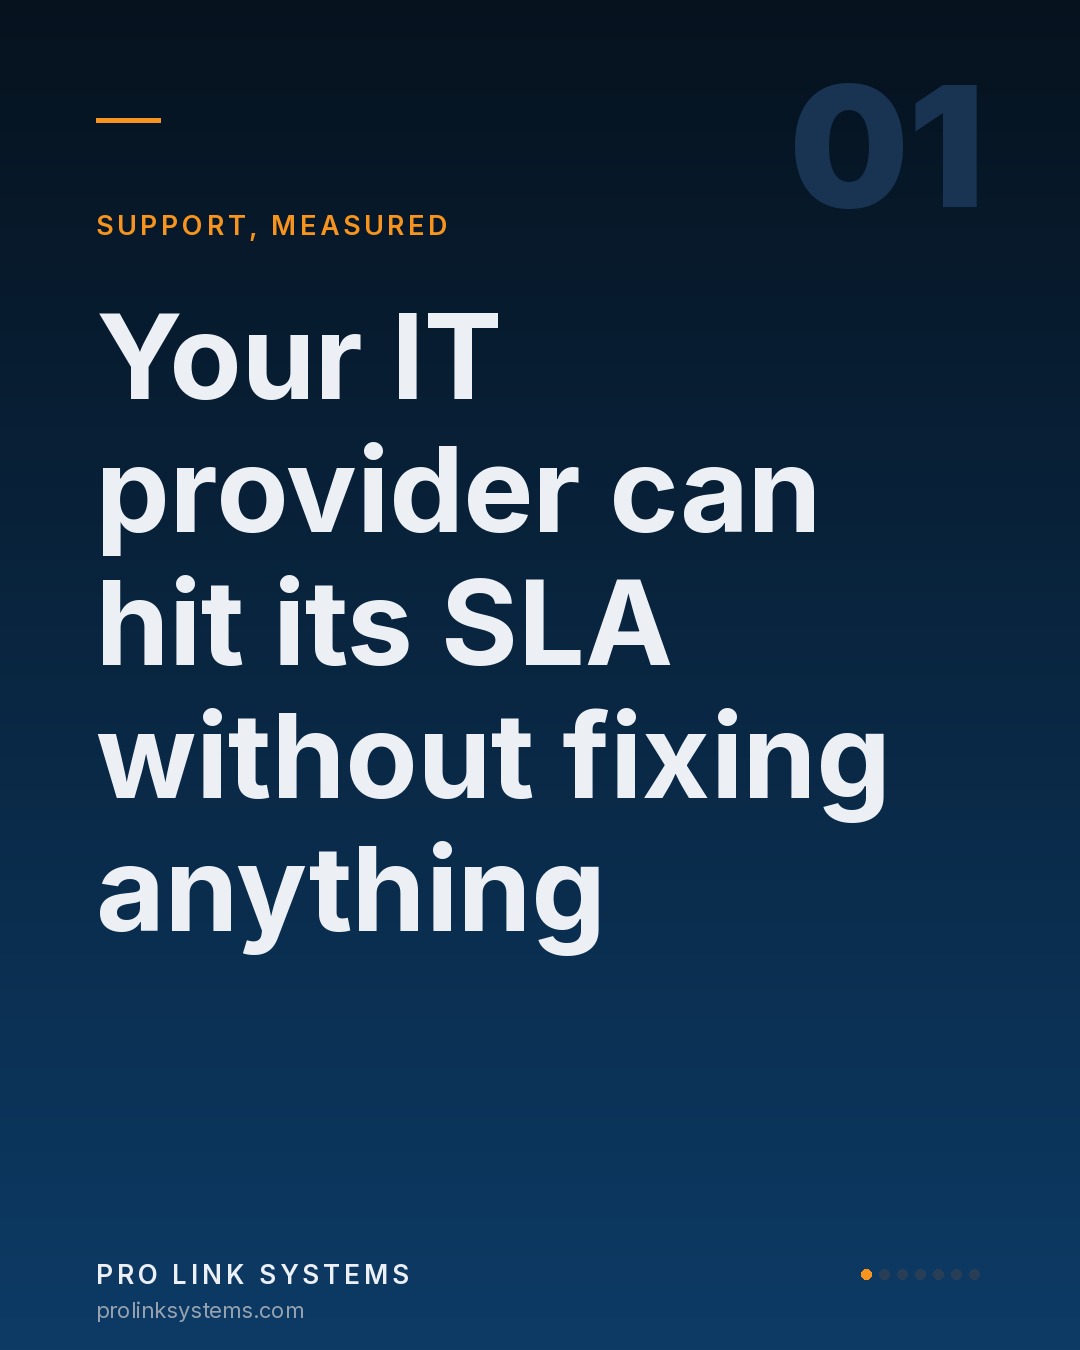 01
SUPPORT, MEASURED
Your IT
provider can
hit its SLA
without fixing
anything
PRO LINK SYSTEMS
prolinksystems.com